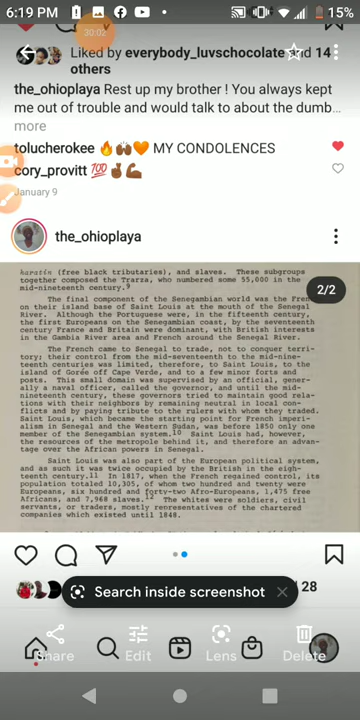 6:19 PM
15%
30:02
Liked by everybody_luvschocolate and 14
others
the_ohioplaya Rest up my brother ! You always kept
me out of trouble and would talk to about the dumb...
more
tolucherokee 🔥🙌🏾🧡 MY CONDOLENCES
cory_provitt 💯✌🏾💪🏾
January 9
the_ohioplaya
2/2
haratin (free black tributaries), and slaves. These subgroups
together composed the Trarza, who numbered some 55,000 in the
mid-nineteenth century.9
The final component of the Senegambian world was the Fren
on their island base of Saint Louis at the mouth of the Senegal
River. Although the Portuguese were, in the fifteenth century,
the first Europeans on the Senegambian coast, by the seventeenth
century France and Britain were dominant, with British interests
in the Gambia River area and French around the Senegal River.
The French came to Senegal to trade, not to conquer terri-
tory; their control from the mid-seventeenth to the mid-nine-
teenth centuries was limited, therefore, to Saint Louis, to the
island of Gorée off Cape Verde, and to a few minor forts and
posts. This small domain was supervised by an official, gener-
ally a naval officer, called the governor, and until the mid-
nineteenth century, these governors tried to maintain good rela-
tions with their neighbors by remaining neutral in local con-
flicts and by paying tribute to the rulers with whom they traded.
Saint Louis, which became the starting point for French imperi-
alism in Senegal and the Western Sudan, was before 1850 only one
member of the Senegambian system.10 Saint Louis had, however,
the resources of the metropole behind it, and therefore an advan-
tage over the African powers in Senegal.
Saint Louis was also part of the European political system,
and as such it was twice occupied by the British in the eigh-
teenth century.11 In 1817, when the French regained control, its
population totaled 10,305, of whom two hundred and twenty were
Europeans, six hundred and forty-two Afro-Europeans, 1,475 free
Africans, and 7,968 slaves.12 The whites were soldiers, civil
servants, or traders, mostly representatives of the chartered
companies which existed until 1848.
Search inside screenshot
28
Share
Edit
Lens
Delete